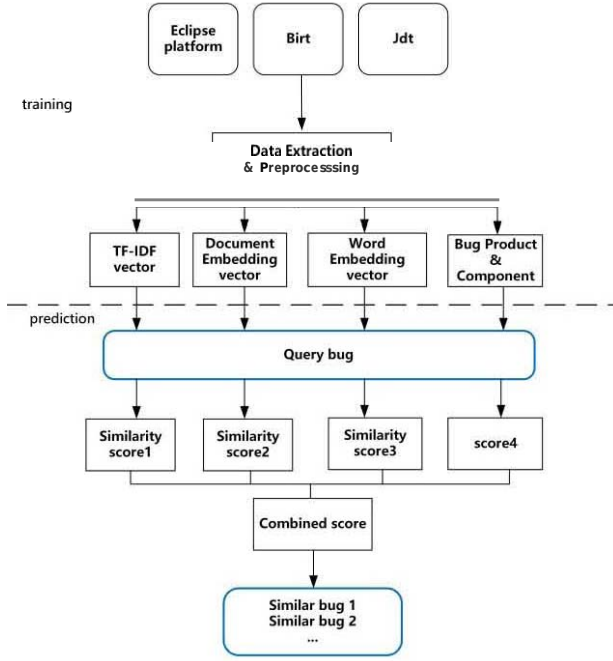 Eclipse
platform
Birt
Jdt
training
Data Extraction
& Preprocesssing
TF-IDF
vector
Document
Embedding
vector
Word
Embedding
vector
Bug Product
&
Component
prediction
Query bug
Similarity
score1
Similarity
score2
Similarity
score3
score4
Combined score
Similar bug 1
Similar bug 2
...